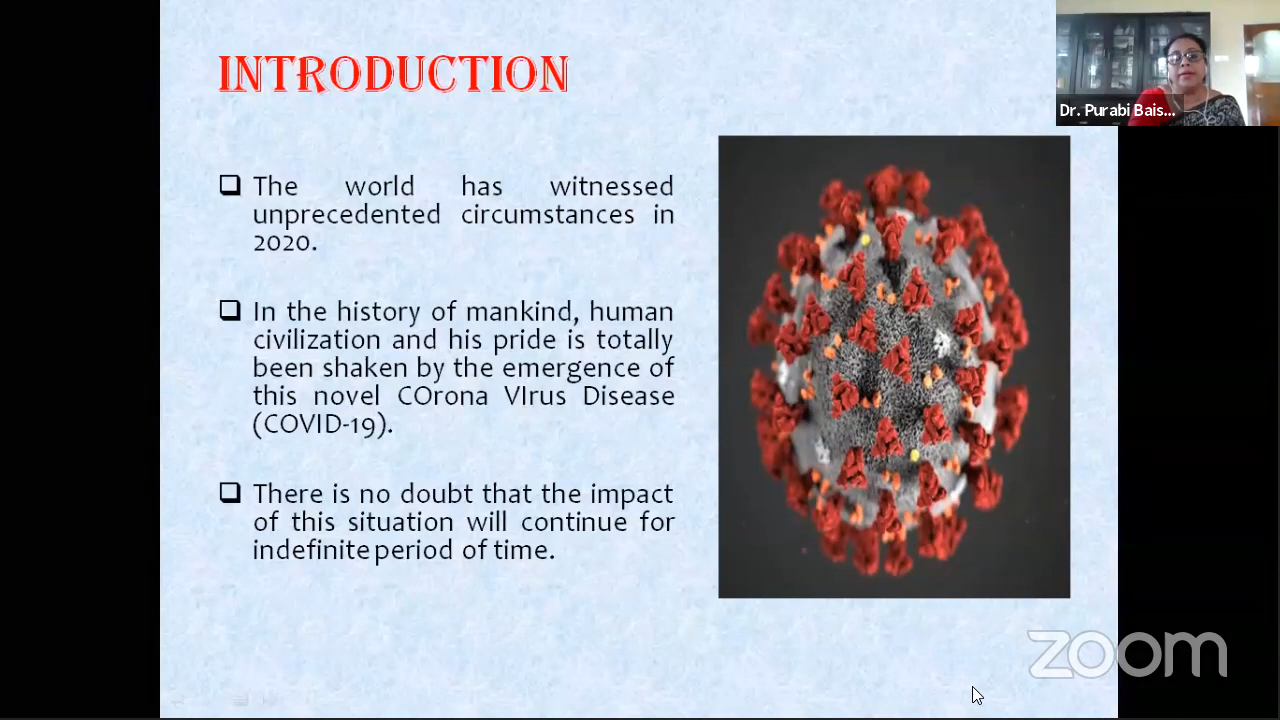 INTRODUCTION
Dr. Purabi Bais...
The world has witnessed
unprecedented circumstances in
2020.
In the history of mankind, human
civilization and his pride is totally
been shaken by the emergence of
this novel COrona VIrus Disease
(COVID-19).
There is no doubt that the impact
of this situation will continue for
indefinite period of time.
zoom